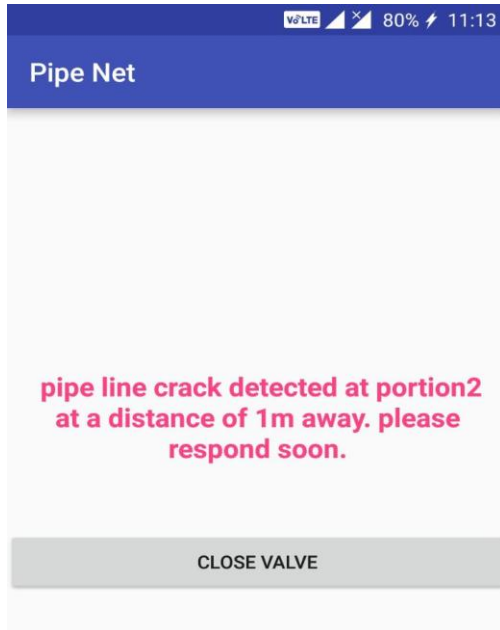 VoLTE 80% 11:13
Pipe Net
pipe line crack detected at portion2
at a distance of 1m away. please
respond soon.
CLOSE VALVE